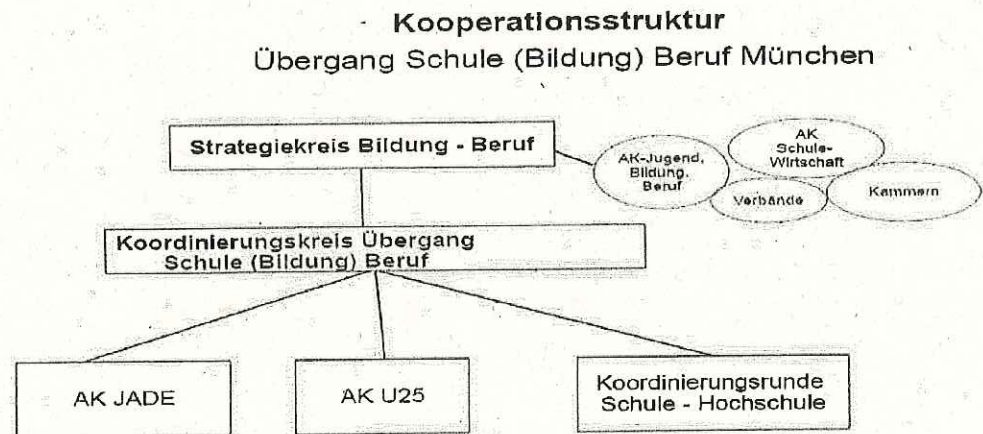 Kooperationsstruktur
Übergang Schule (Bildung) Beruf München
Strategiekreis Bildung - Beruf
AK-Jugend,
Bildung,
Beruf
AK
Schule-
Wirtschaft
Verbände
Kammern
Koordinierungskreis Übergang
Schule (Bildung) Beruf
AK JADE
AK U25
Koordinierungsrunde
Schule - Hochschule